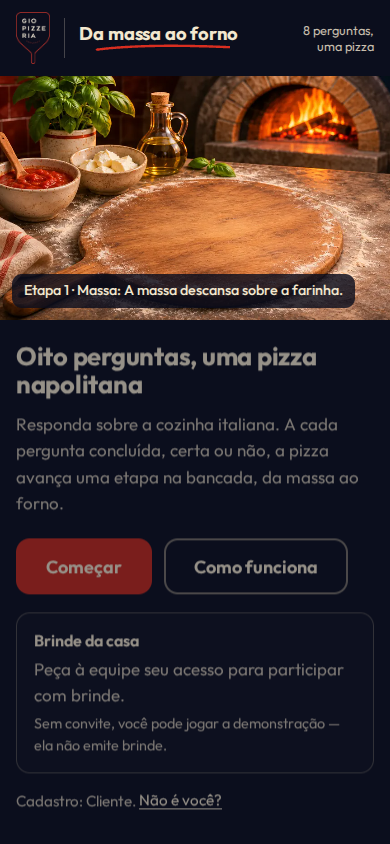 GIO
PIZZE
RIA
Da massa ao forno
8 perguntas,
uma pizza
Etapa 1 · Massa: A massa descansa sobre a farinha.
Oito perguntas, uma pizza
napolitana
Responda sobre a cozinha italiana. A cada
pergunta concluída, certa ou não, a pizza
avança uma etapa na bancada, da massa ao
forno.
Começar
Como funciona
Brinde da casa
Peça à equipe seu acesso para participar
com brinde.
Sem convite, você pode jogar a demonstração —
ela não emite brinde.
Cadastro: Cliente. Não é você?